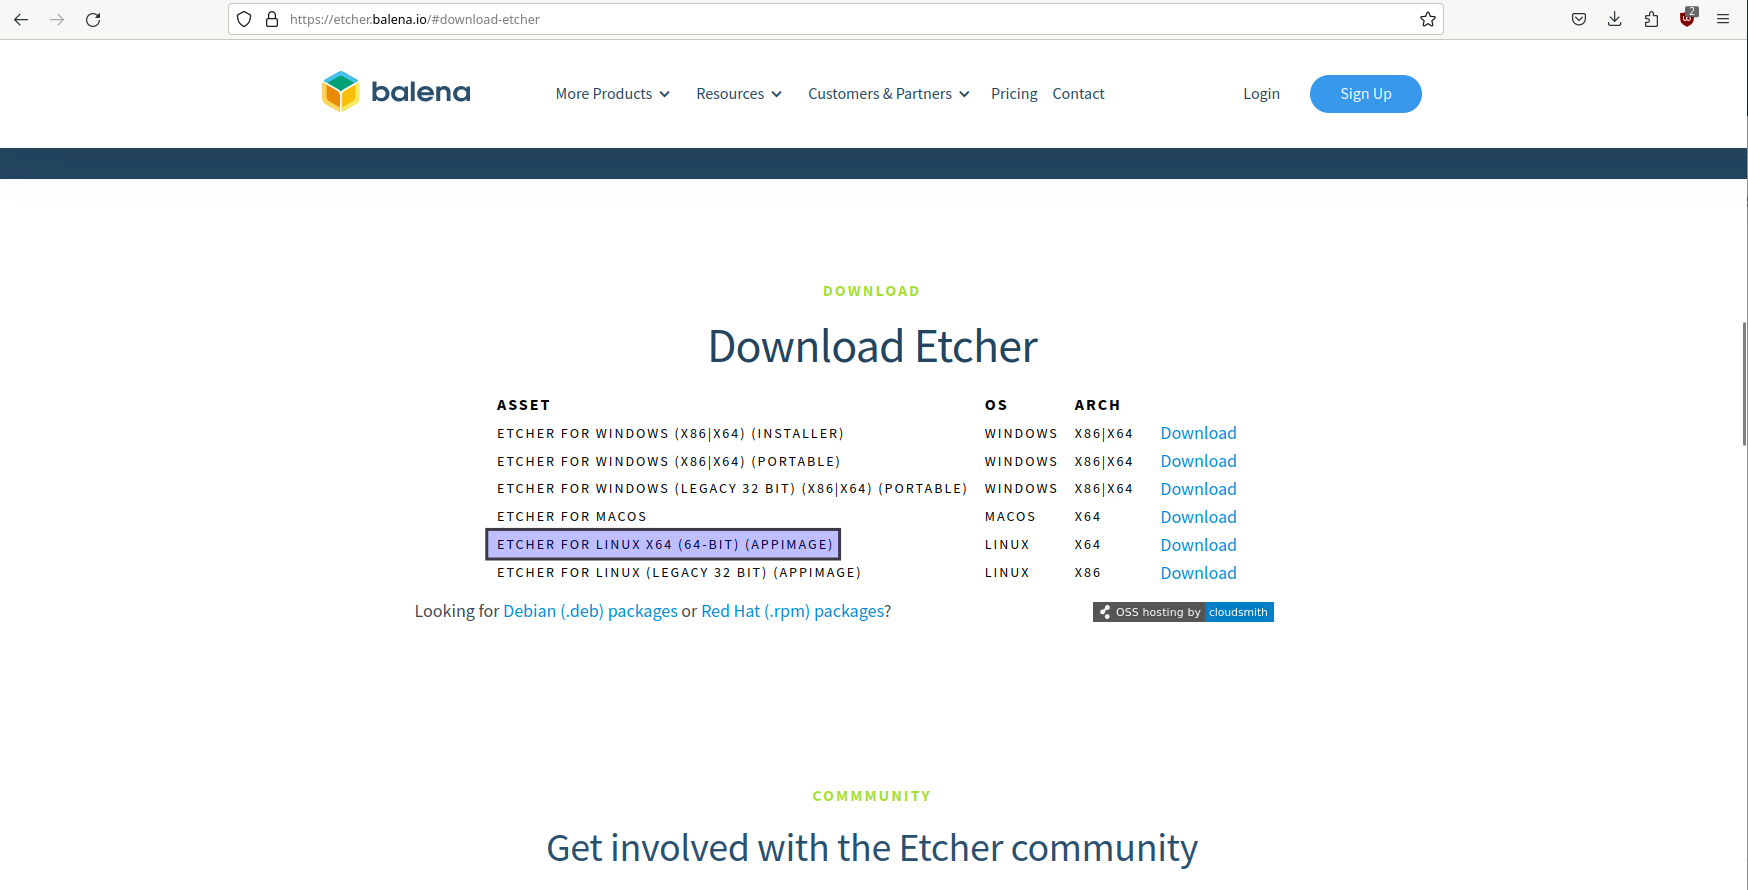 https://etcher.balena.io/#download-etcher
2
balena
More Products Resources Customers & Partners Pricing Contact Login Sign Up
DOWNLOAD
Download Etcher
ASSET OS ARCH
ETCHER FOR WINDOWS (X86|X64) (INSTALLER) WINDOWS X86|X64 Download
ETCHER FOR WINDOWS (X86|X64) (PORTABLE) WINDOWS X86|X64 Download
ETCHER FOR WINDOWS (LEGACY 32 BIT) (X86|X64) (PORTABLE) WINDOWS X86|X64 Download
ETCHER FOR MACOS MACOS X64 Download
ETCHER FOR LINUX X64 (64-BIT) (APPIMAGE) LINUX X64 Download
ETCHER FOR LINUX (LEGACY 32 BIT) (APPIMAGE) LINUX X86 Download
Looking for Debian (.deb) packages or Red Hat (.rpm) packages? OSS hosting by cloudsmith
COMMMUNITY
Get involved with the Etcher community